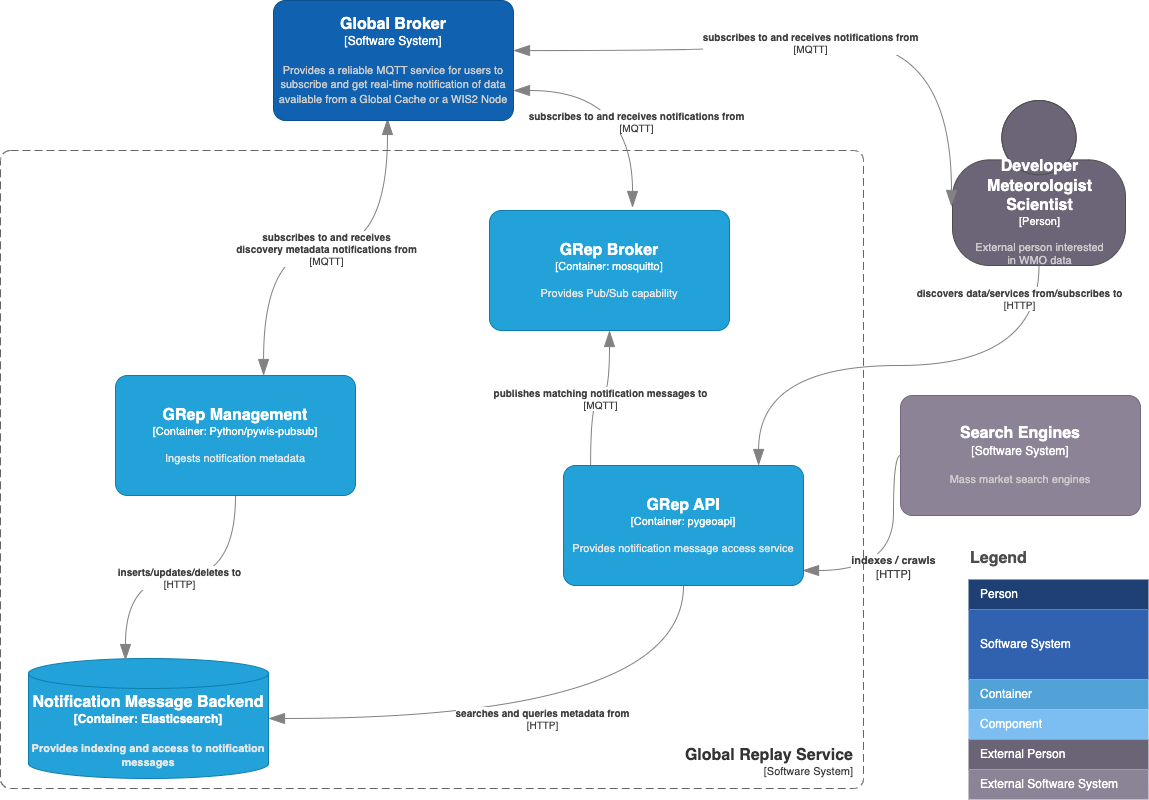 Global Broker
[Software System]
Provides a reliable MQTT service for users to
subscribe and get real-time notification of data
available from a Global Cache or a WIS2 Node
subscribes to and receives notifications from
[MQTT]
subscribes to and receives notifications from
[MQTT]
Developer
Meteorologist
Scientist
[Person]
External person interested
in WMO data
subscribes to and receives
discovery metadata notifications from
[MQTT]
GRep Broker
[Container: mosquitto]
Provides Pub/Sub capability
discovers data/services from/subscribes to
[HTTP]
GRep Management
[Container: Python/pywis-pubsub]
Ingests notification metadata
publishes matching notification messages to
[MQTT]
Search Engines
[Software System]
Mass market search engines
GRep API
[Container: pygeoapi]
Provides notification message access service
indexes / crawls
[HTTP]
inserts/updates/deletes to
[HTTP]
Notification Message Backend
[Container: Elasticsearch]
Provides indexing and access to notification
messages
searches and queries metadata from
[HTTP]
Global Replay Service
[Software System]
Legend
Person
Software System
Container
Component
External Person
External Software System